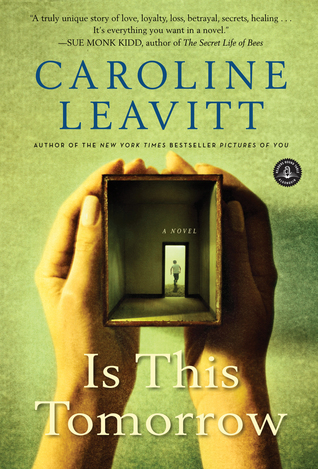 "A truly unique story of love, loyalty, loss, betrayal, secrets, healing . . .
It's everything you want in a novel."
—SUE MONK KIDD, author of The Secret Life of Bees
CAROLINE
LEAVITT
AUTHOR OF THE NEW YORK TIMES BESTSELLER PICTURES OF YOU
A NOVEL
Is This
Tomorrow